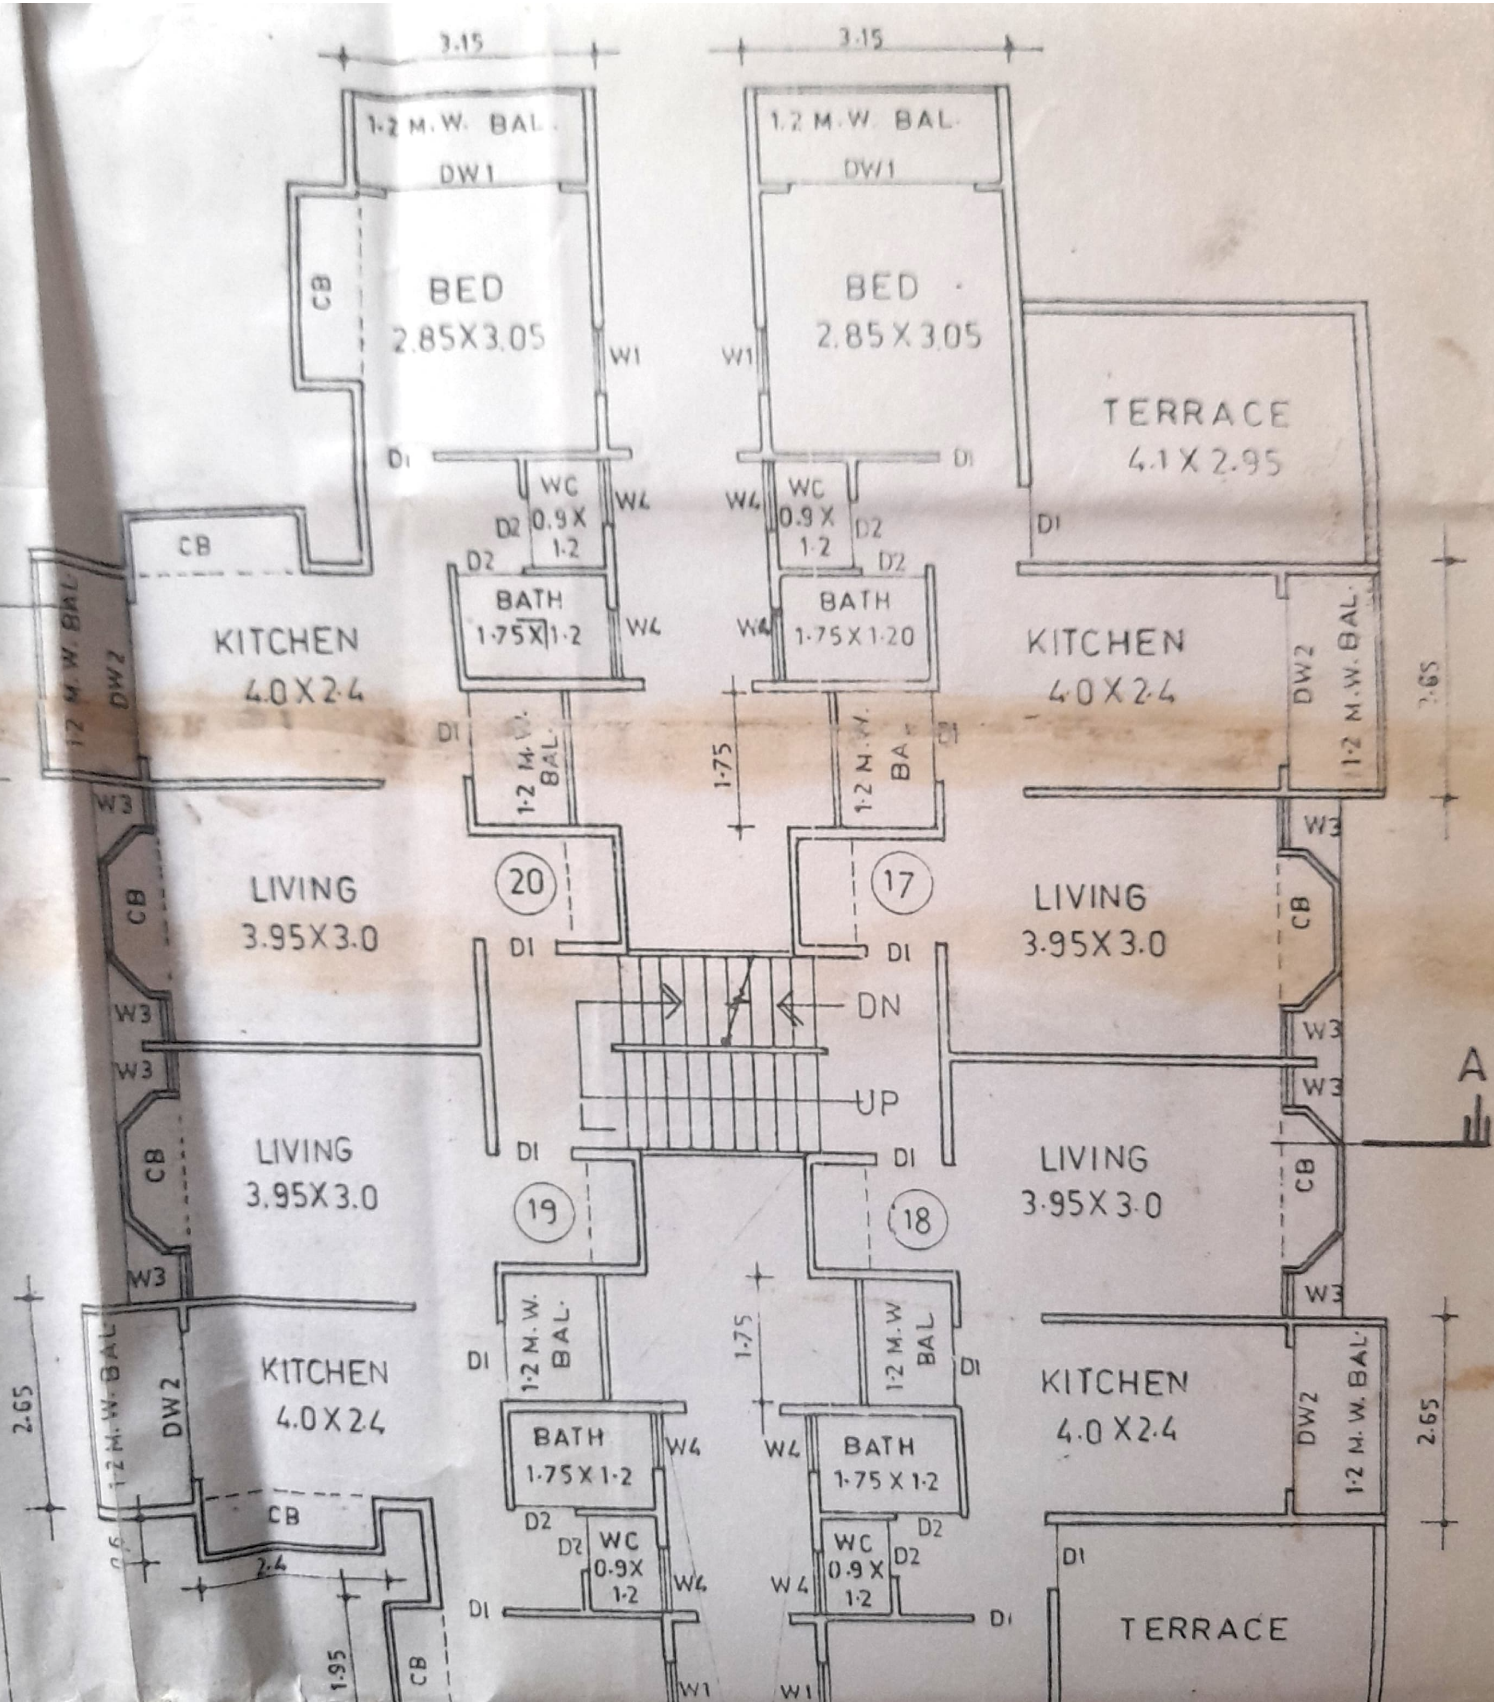 3.15
3.15
1.2 M.W. BAL.
1.2 M.W. BAL.
DW1
DW1
CB
BED
2.85X3.05
BED
2.85X3.05
W1
W1
TERRACE
4.1 X 2.95
D1
D1
WC
0.9X
1.2
W4
W4
WC
0.9X
1.2
D2
D2
D1
CB
D2
D2
1.2 M.W. BAL
DW2
KITCHEN
4.0X2.4
BATH
1.75X1.2
W4
W4
BATH
1.75X1.20
KITCHEN
4.0X2.4
DW2
1.2 M.W. BAL.
2.65
D1
1.2 M.W.
BAL.
1.75
1.2 M.W.
BA
D1
W3
W3
LIVING
3.95X3.0
20
17
LIVING
3.95X3.0
CB
CB
D1
D1
W3
DN
W3
W3
W3
A
UP
LIVING
3.95X3.0
D1
D1
LIVING
3.95X3.0
CB
CB
19
18
W3
W3
2.65
1.2 M.W. BAL
DW2
KITCHEN
4.0X2.4
D1
1.2 M.W.
BAL.
1.75
1.2 M.W
BAL
D1
KITCHEN
4.0X2.4
DW2
1.2 M.W. BAL.
2.65
BATH
1.75X1.2
W4
W4
BATH
1.75X1.2
CB
D2
D2
0.6
2.4
D2
WC
0.9X
1.2
W4
W4
WC
0.9X
1.2
D2
D1
D1
D1
TERRACE
1.95
CB
W1
W1